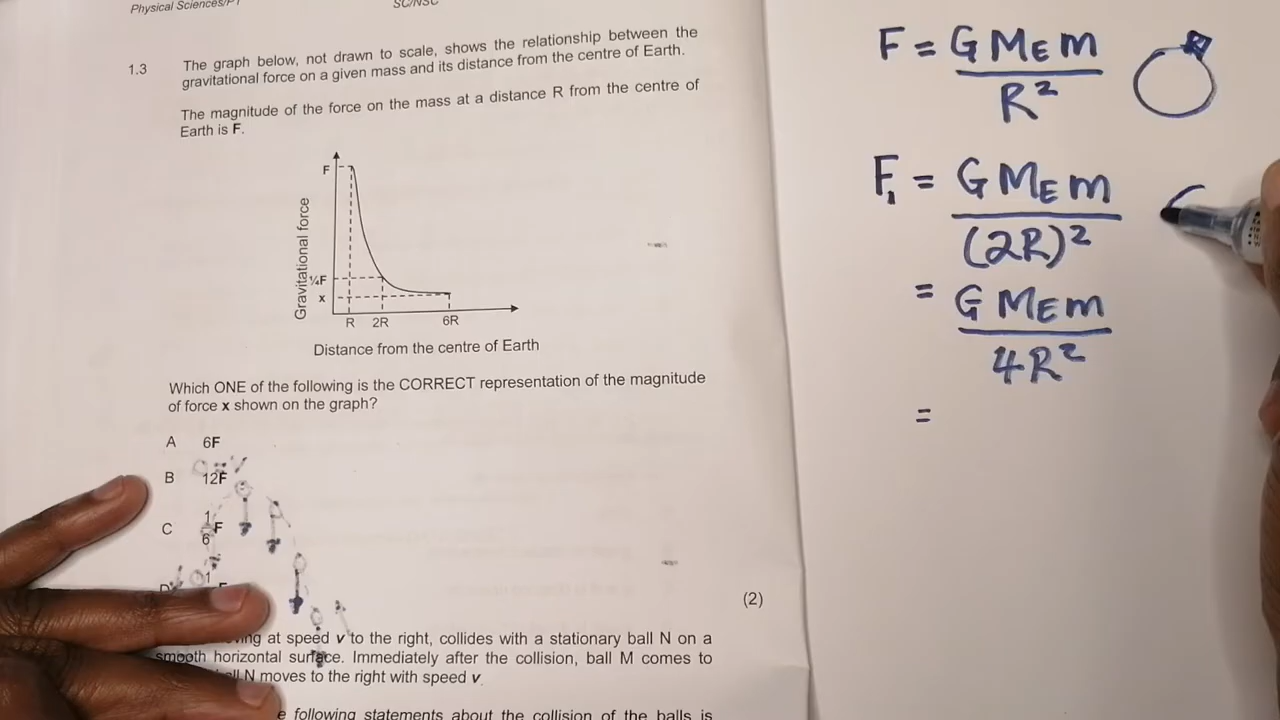 Physical Sciences/P1
SC/NSC
1.3 The graph below, not drawn to scale, shows the relationship between the
gravitational force on a given mass and its distance from the centre of Earth.
The magnitude of the force on the mass at a distance R from the centre of
Earth is F.
F
Gravitational force
¼F
x
R 2R 6R
Distance from the centre of Earth
Which ONE of the following is the CORRECT representation of the magnitude
of force x shown on the graph?
A 6F
B 12F
C 1/6 F
D 1 F
(2)
at speed v to the right, collides with a stationary ball N on a
smooth horizontal surface. Immediately after the collision, ball M comes to
N moves to the right with speed v
following statements about the collision of the balls is
F = G M_E m
R²
F₁ = G M_E m
(2R)²
= G M_E m
4R²
=